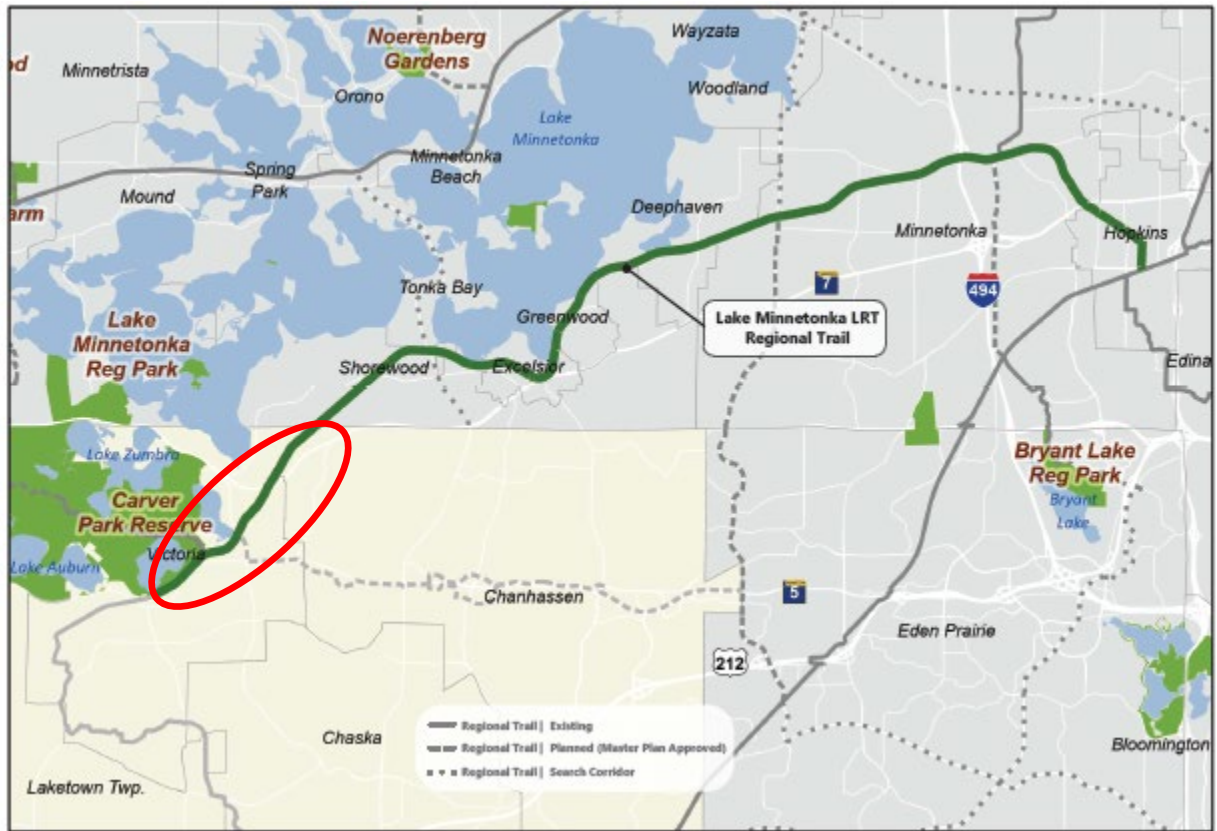 Noerenberg
Gardens
Wayzata
d
Minnetrista
Orono
Woodland
Lake
Minnetonka
Minnetonka
Beach
Spring
Park
Mound
arm
Deephaven
Minnetonka
Hopkins
7
494
Tonka Bay
Greenwood
Lake Minnetonka LRT
Regional Trail
Lake
Minnetonka
Reg Park
Shorewood
Excelsior
Edina
Lake Zumbra
Bryant Lake
Reg Park
Bryant
Lake
Carver
Park Reserve
Victoria
Lake Auburn
Chanhassen
5
Eden Prairie
212
Regional Trail | Existing
Regional Trail | Planned (Master Plan Approved)
Regional Trail | Search Corridor
Chaska
Bloomington
Laketown Twp.